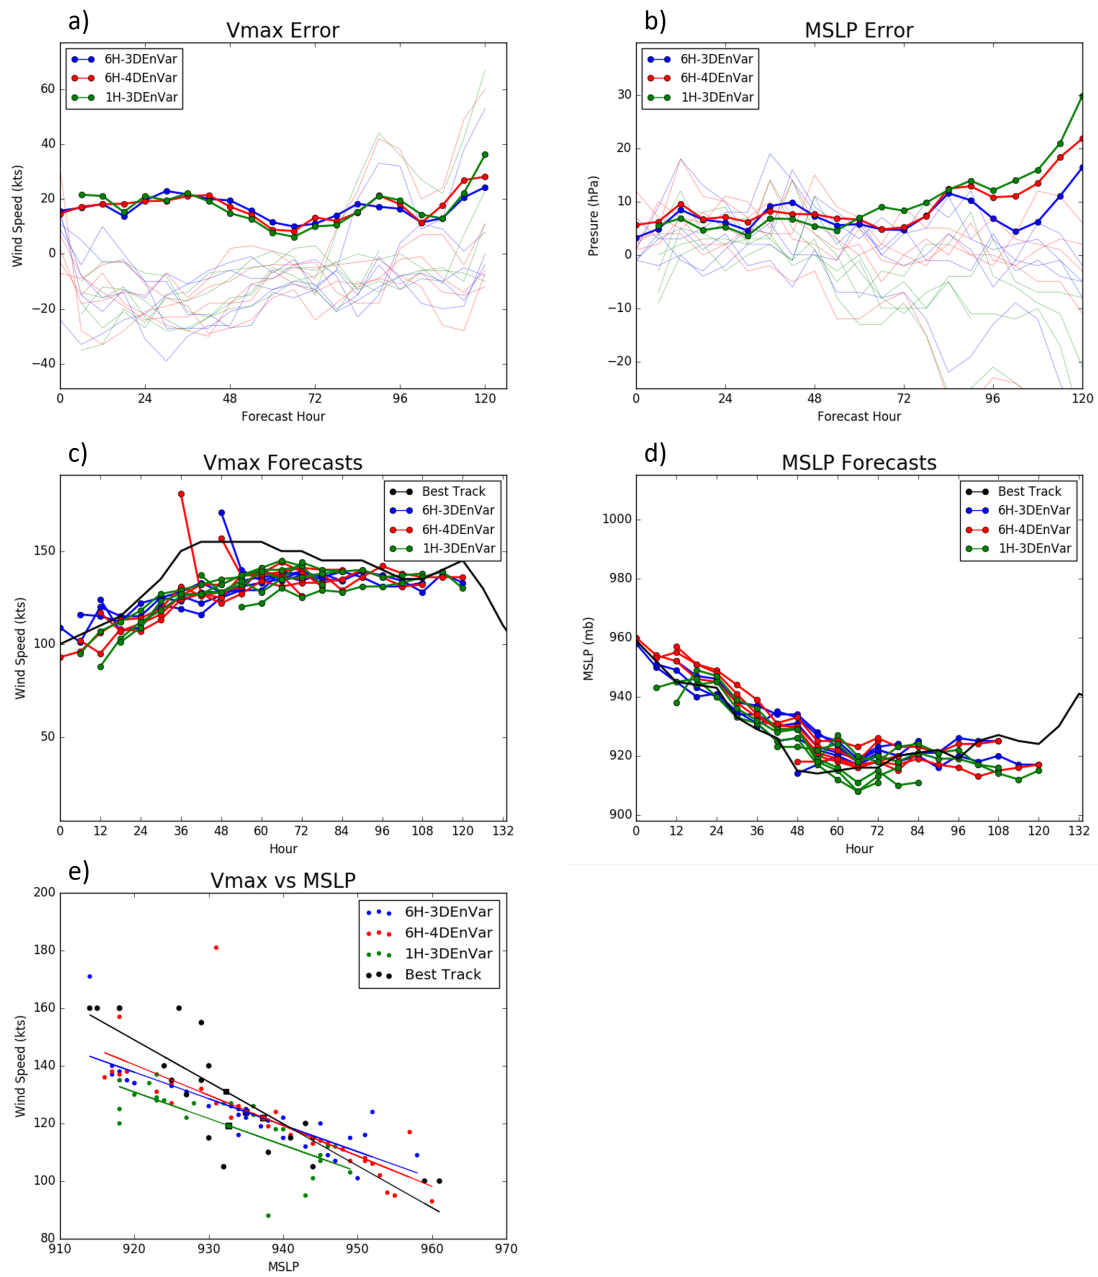 a)
Vmax Error
6H-3DEnVar
6H-4DEnVar
1H-3DEnVar
Wind Speed (kts)
60
40
20
0
−20
−40
0 24 48 72 96 120
Forecast Hour
b)
MSLP Error
6H-3DEnVar
6H-4DEnVar
1H-3DEnVar
Presure (hPa)
30
20
10
0
−10
−20
0 24 48 72 96 120
Forecast Hour
c)
Vmax Forecasts
Best Track
6H-3DEnVar
6H-4DEnVar
1H-3DEnVar
Wind Speed (kts)
150
100
50
0 12 24 36 48 60 72 84 96 108 120 132
Hour
d)
MSLP Forecasts
Best Track
6H-3DEnVar
6H-4DEnVar
1H-3DEnVar
MSLP (mb)
1000
980
960
940
920
900
0 12 24 36 48 60 72 84 96 108 120 132
Hour
e)
Vmax vs MSLP
6H-3DEnVar
6H-4DEnVar
1H-3DEnVar
Best Track
Wind Speed (kts)
200
180
160
140
120
100
80
910 920 930 940 950 960 970
MSLP